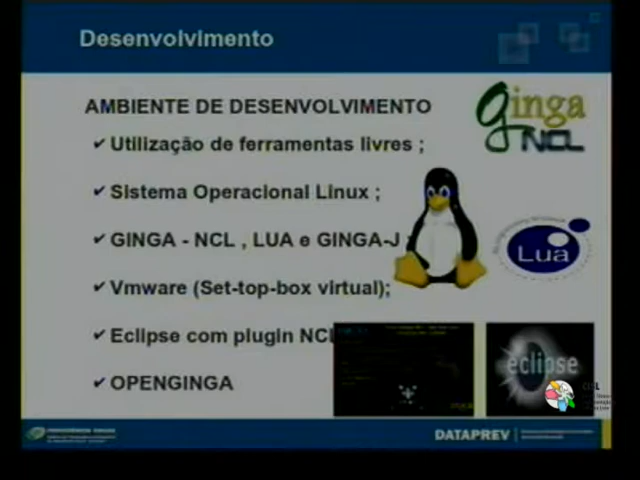 Desenvolvimento
AMBIENTE DE DESENVOLVIMENTO
✔ Utilização de ferramentas livres ;
✔ Sistema Operacional Linux ;
✔ GINGA - NCL , LUA e GINGA-J
✔ Vmware (Set-top-box virtual);
✔ Eclipse com plugin NCL
✔ OPENGINGA
ginga
NCL
Lua
eclipse
DATAPREV